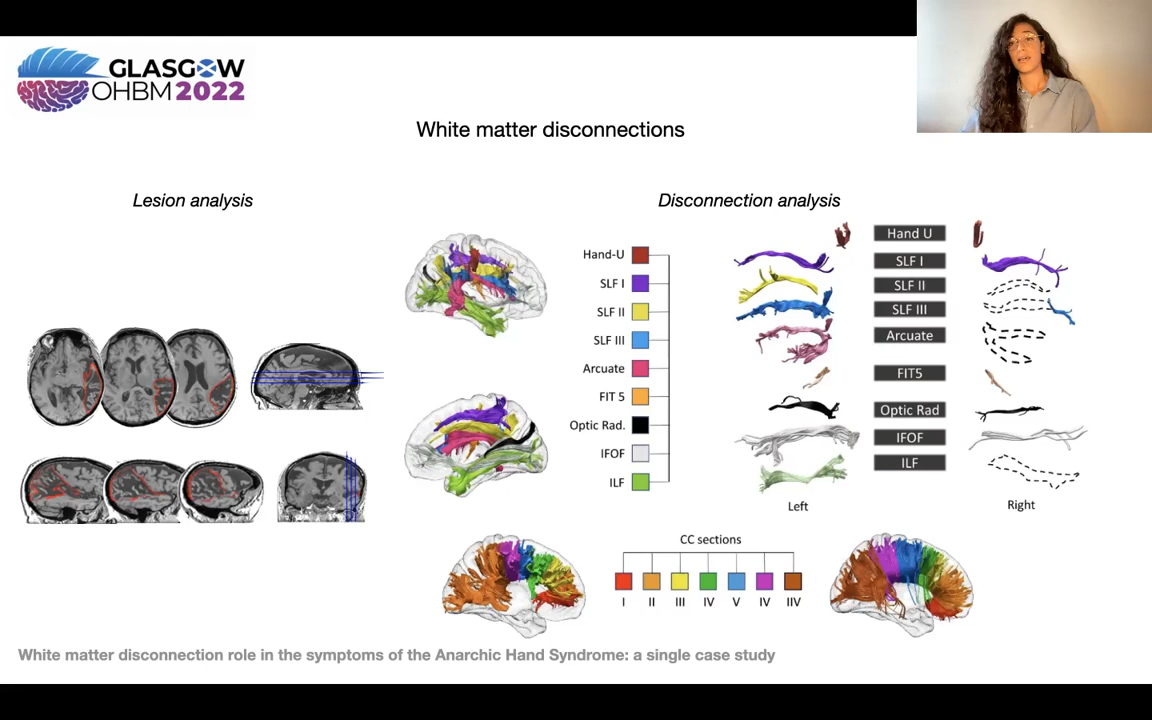 GLASGOW
OHBM 2022
White matter disconnections
Lesion analysis
Disconnection analysis
Hand-U
SLF I
SLF II
SLF III
Arcuate
FIT 5
Optic Rad.
IFOF
ILF
Hand U
SLF I
SLF II
SLF III
Arcuate
FIT5
Optic Rad
IFOF
ILF
Left
Right
CC sections
I II III IV V IV IIV
White matter disconnection role in the symptoms of the Anarchic Hand Syndrome: a single case study